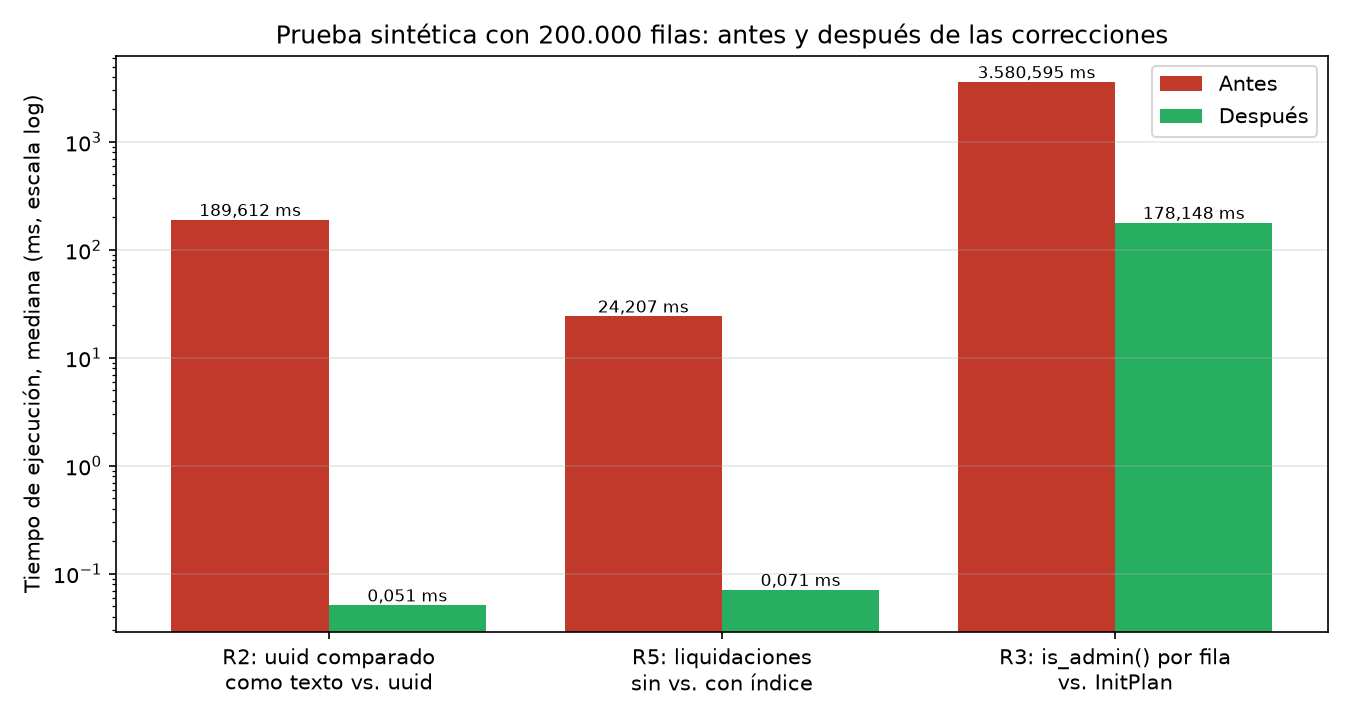 Prueba sintética con 200.000 filas: antes y después de las correcciones
Tiempo de ejecución, mediana (ms, escala log)
10³
10²
10¹
10⁰
10⁻¹
189,612 ms
0,051 ms
24,207 ms
0,071 ms
3.580,595 ms
178,148 ms
Antes
Después
R2: uuid comparado
como texto vs. uuid
R5: liquidaciones
sin vs. con índice
R3: is_admin() por fila
vs. InitPlan